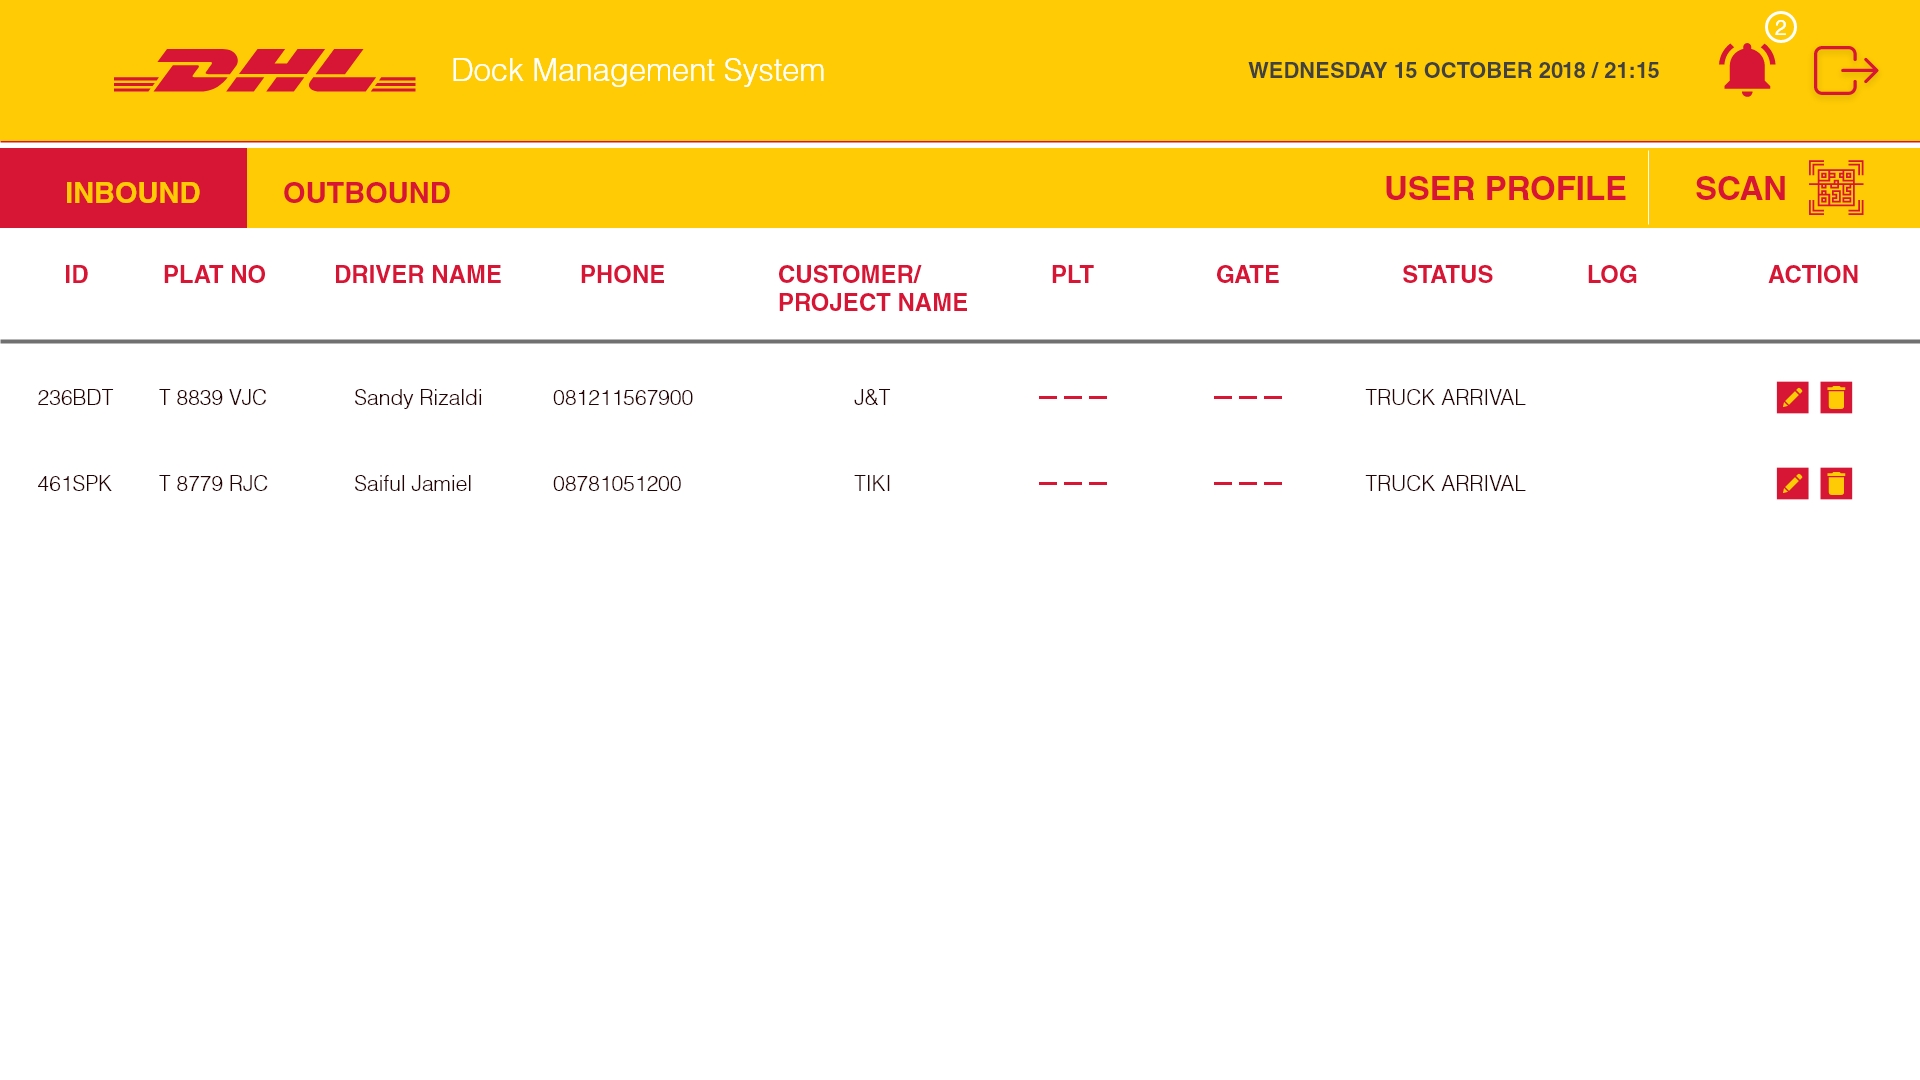 DHL
Dock Management System
WEDNESDAY 15 OCTOBER 2018 / 21:15
2
INBOUND
OUTBOUND
USER PROFILE
SCAN
ID PLAT NO DRIVER NAME PHONE CUSTOMER/ PLT GATE STATUS LOG ACTION
PROJECT NAME
236BDT T 8839 VJC Sandy Rizaldi 081211567900 J&T --- --- TRUCK ARRIVAL
461SPK T 8779 RJC Saiful Jamiel 08781051200 TIKI --- --- TRUCK ARRIVAL